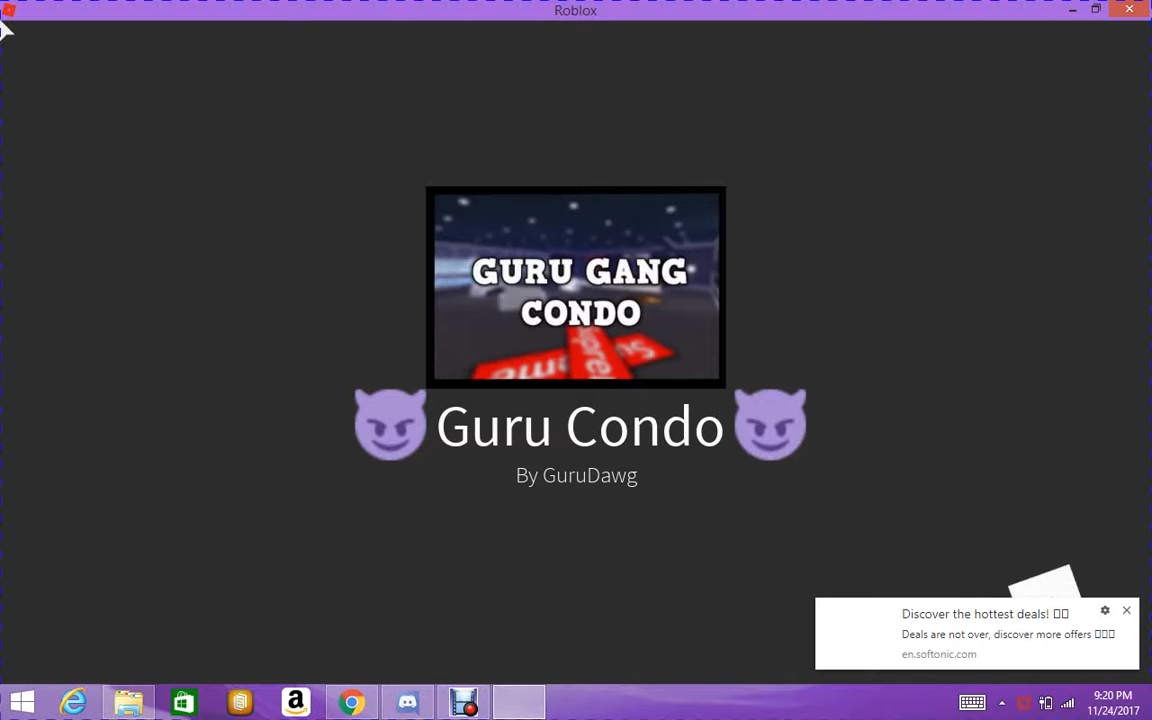 Roblox
GURU GANG
CONDO
Supreme
😈Guru Condo😈
By GuruDawg
Discover the hottest deals! ▯▯
Deals are not over, discover more offers ▯▯▯
en.softonic.com
9:20 PM
11/24/2017